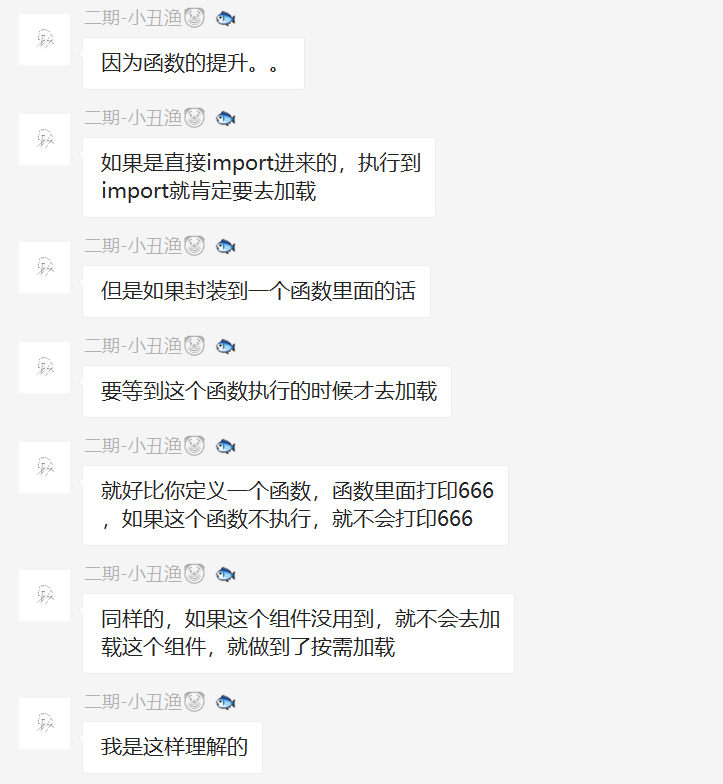 二期-小丑渔🤡 🐟
因为函数的提升。。
二期-小丑渔🤡 🐟
如果是直接import进来的，执行到
import就肯定要去加载
二期-小丑渔🤡 🐟
但是如果封装到一个函数里面的话
二期-小丑渔🤡 🐟
要等到这个函数执行的时候才去加载
二期-小丑渔🤡 🐟
就好比你定义一个函数，函数里面打印666
，如果这个函数不执行，就不会打印666
二期-小丑渔🤡 🐟
同样的，如果这个组件没用到，就不会去加
载这个组件，就做到了按需加载
二期-小丑渔🤡 🐟
我是这样理解的